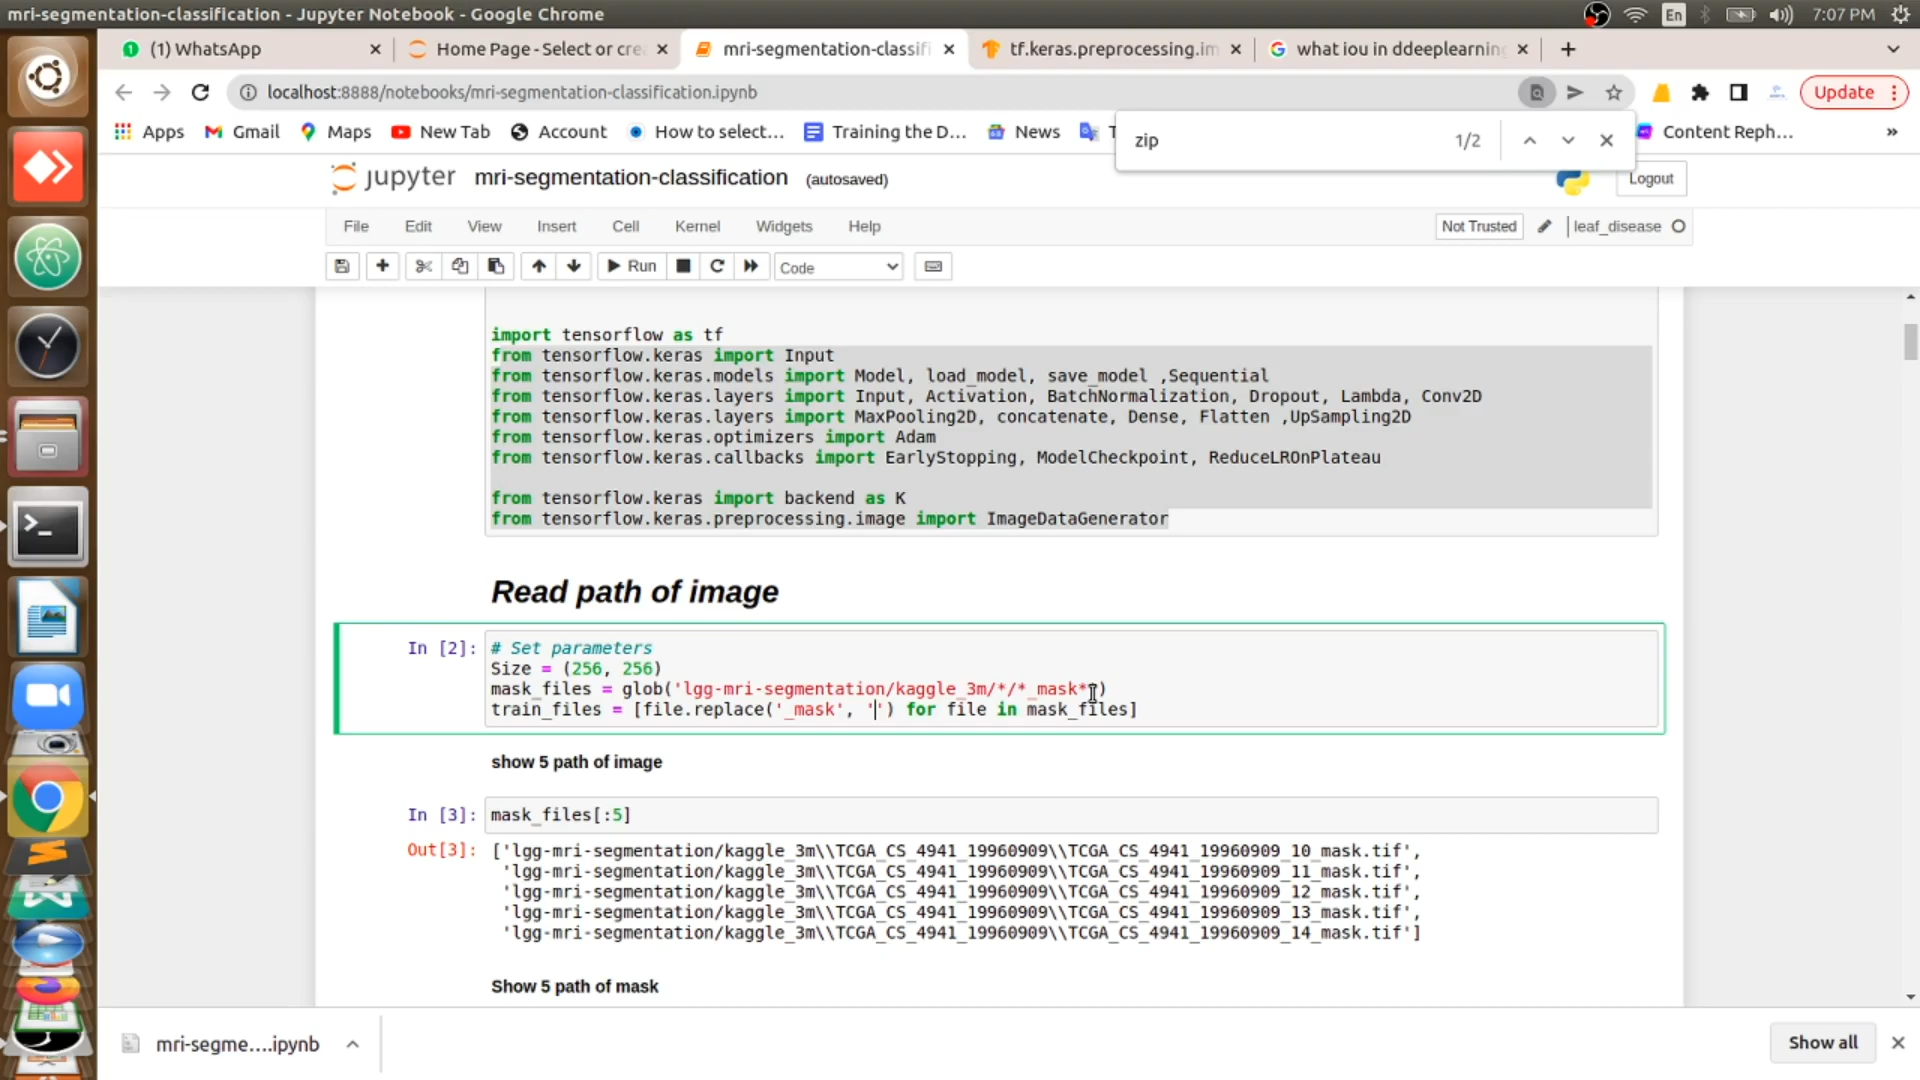 mri-segmentation-classification - Jupyter Notebook - Google Chrome
En
7:07 PM
(1) WhatsApp
Home Page - Select or cre
mri-segmentation-classifi
tf.keras.preprocessing.im
what iou in ddeeplearning
localhost:8888/notebooks/mri-segmentation-classification.ipynb
Update
Apps
Gmail
Maps
New Tab
Account
How to select...
Training the D...
News
Content Reph...
»
zip
1/2
jupyter
mri-segmentation-classification
(autosaved)
Logout
File
Edit
View
Insert
Cell
Kernel
Widgets
Help
Not Trusted
leaf_disease
Run
Code
import tensorflow as tf
from tensorflow.keras import Input
from tensorflow.keras.models import Model, load_model, save_model ,Sequential
from tensorflow.keras.layers import Input, Activation, BatchNormalization, Dropout, Lambda, Conv2D
from tensorflow.keras.layers import MaxPooling2D, concatenate, Dense, Flatten ,UpSampling2D
from tensorflow.keras.optimizers import Adam
from tensorflow.keras.callbacks import EarlyStopping, ModelCheckpoint, ReduceLROnPlateau
from tensorflow.keras import backend as K
from tensorflow.keras.preprocessing.image import ImageDataGenerator
Read path of image
In [2]:
# Set parameters
Size = (256, 256)
mask_files = glob('lgg-mri-segmentation/kaggle_3m/*/*_mask*')
train_files = [file.replace('_mask', '') for file in mask_files]
show 5 path of image
In [3]:
mask_files[:5]
Out[3]:
['lgg-mri-segmentation/kaggle_3m\\TCGA_CS_4941_19960909\\TCGA_CS_4941_19960909_10_mask.tif',
'lgg-mri-segmentation/kaggle_3m\\TCGA_CS_4941_19960909\\TCGA_CS_4941_19960909_11_mask.tif',
'lgg-mri-segmentation/kaggle_3m\\TCGA_CS_4941_19960909\\TCGA_CS_4941_19960909_12_mask.tif',
'lgg-mri-segmentation/kaggle_3m\\TCGA_CS_4941_19960909\\TCGA_CS_4941_19960909_13_mask.tif',
'lgg-mri-segmentation/kaggle_3m\\TCGA_CS_4941_19960909\\TCGA_CS_4941_19960909_14_mask.tif']
Show 5 path of mask
mri-segme....ipynb
Show all